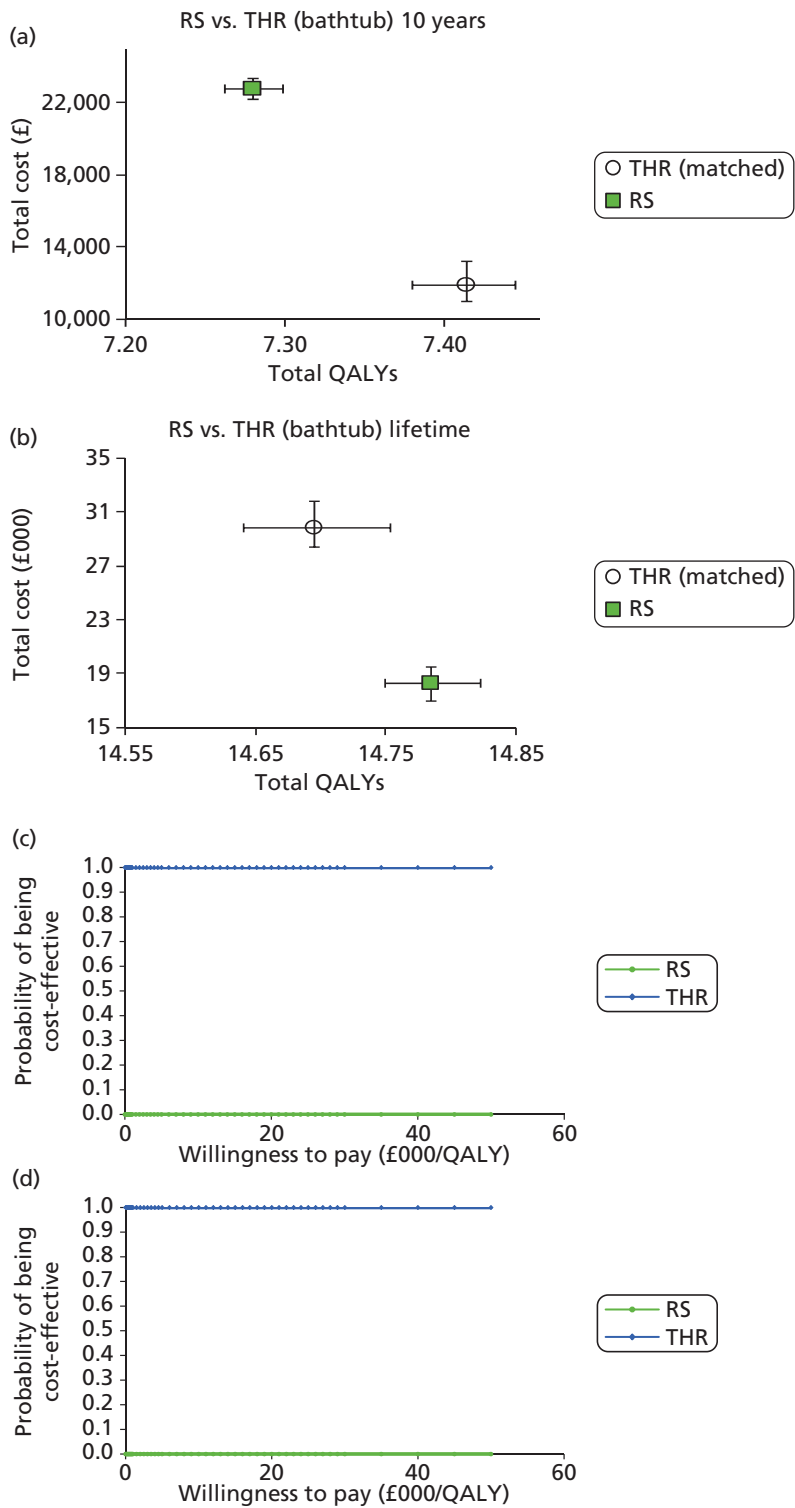 (a)
RS vs. THR (bathtub) 10 years
Total cost (£)
22,000
18,000
14,000
10,000
7.20 7.30 7.40
Total QALYs
THR (matched)
RS
(b)
RS vs. THR (bathtub) lifetime
Total cost (£000)
35
31
27
23
19
15
14.55 14.65 14.75 14.85
Total QALYs
THR (matched)
RS
(c)
Probability of being
cost-effective
1.0
0.9
0.8
0.7
0.6
0.5
0.4
0.3
0.2
0.1
0.0
0 20 40 60
Willingness to pay (£000/QALY)
RS
THR
(d)
Probability of being
cost-effective
1.0
0.9
0.8
0.7
0.6
0.5
0.4
0.3
0.2
0.1
0.0
0 20 40 60
Willingness to pay (£000/QALY)
RS
THR